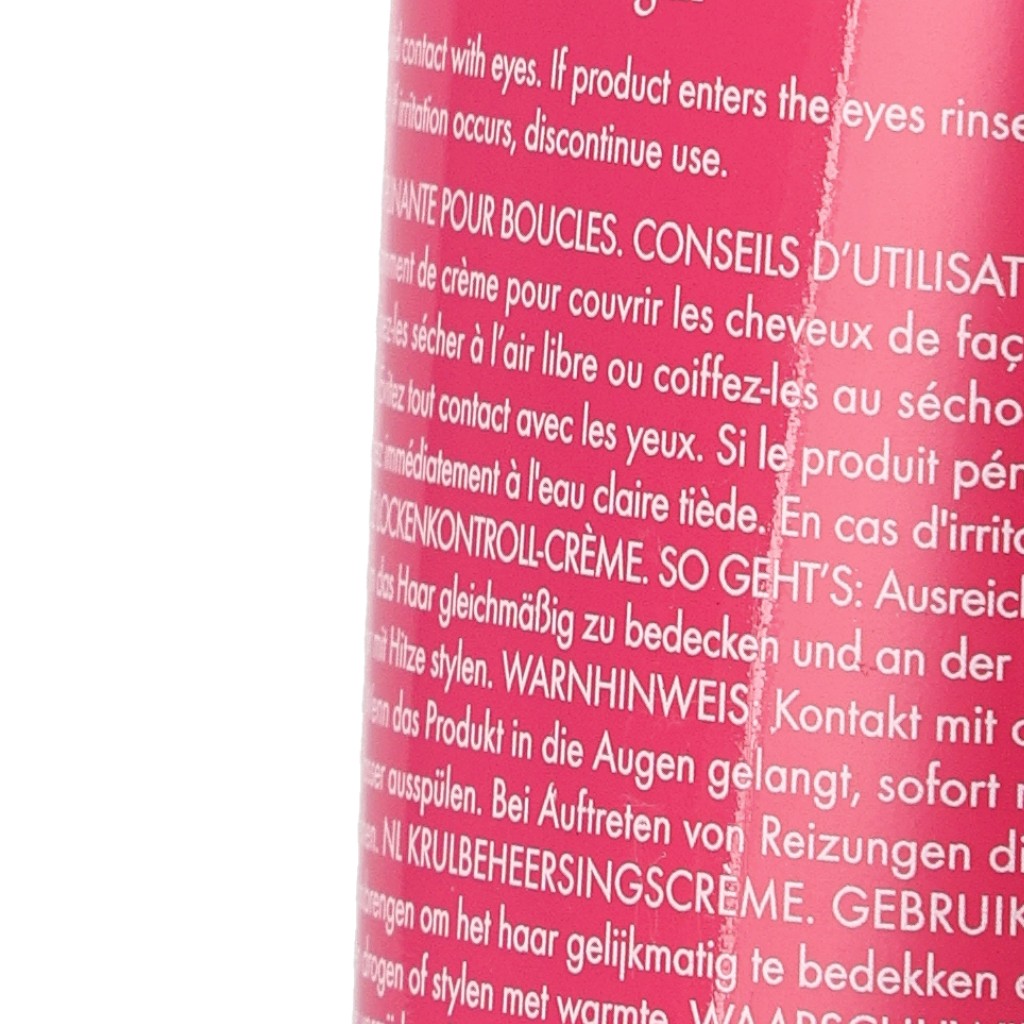 contact with eyes. If product enters the eyes rinse
irritation occurs, discontinue use.
POUR BOUCLES. CONSEILS D'UTILISAT
de crème pour couvrir les cheveux de faç
sécher à l'air libre ou coiffez-les au sécho
Évitez tout contact avec les yeux. Si le produit pén
immédiatement à l'eau claire tiède. En cas d'irrita
LOCKENKONTROLL-CRÈME. SO GEHT'S: Ausreic
das Haar gleichmäßig zu bedecken und an der
mit Hitze stylen. WARNHINWEIS: Kontakt mit
das Produkt in die Augen gelangt, sofort
ausspülen. Bei Auftreten von Reizungen di
NL KRULBEHEERSINGSCRÈME. GEBRUIK
om het haar gelijkmatig te bedekken e
drogen of stylen met warmte.